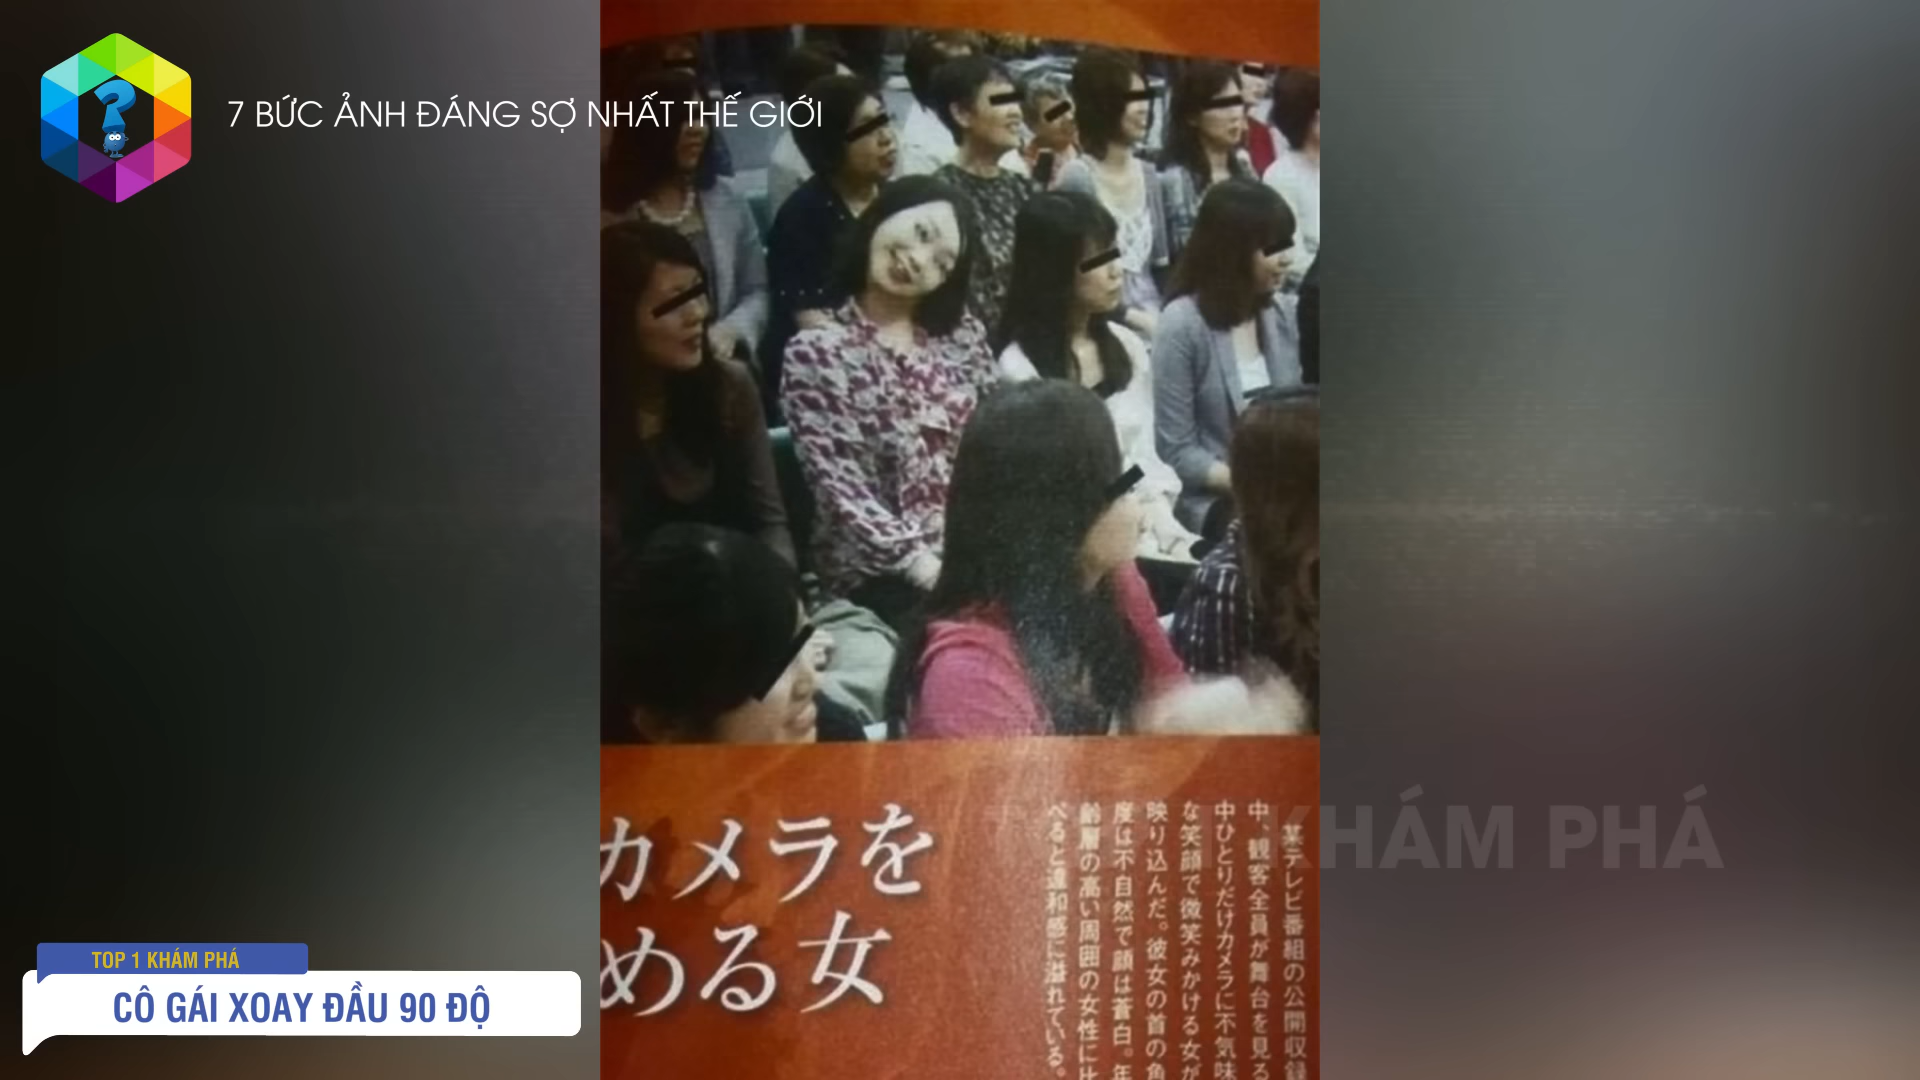 7 BỨC ẢNH ĐÁNG SỢ NHẤT THẾ GIỚI
カメラを
める女
某テレビ番組の公開収録
中、観客全員が舞台を見る
中ひとりだけカメラに不気味
な笑顔で微笑みかける女が
映り込んだ。彼女の首の角
度は不自然で顔は蒼白。年
齢層の高い周囲の女性に比
べると違和感に溢れている。
KHÁM PHÁ
TOP 1 KHÁM PHÁ
CÔ GÁI XOAY ĐẦU 90 ĐỘ